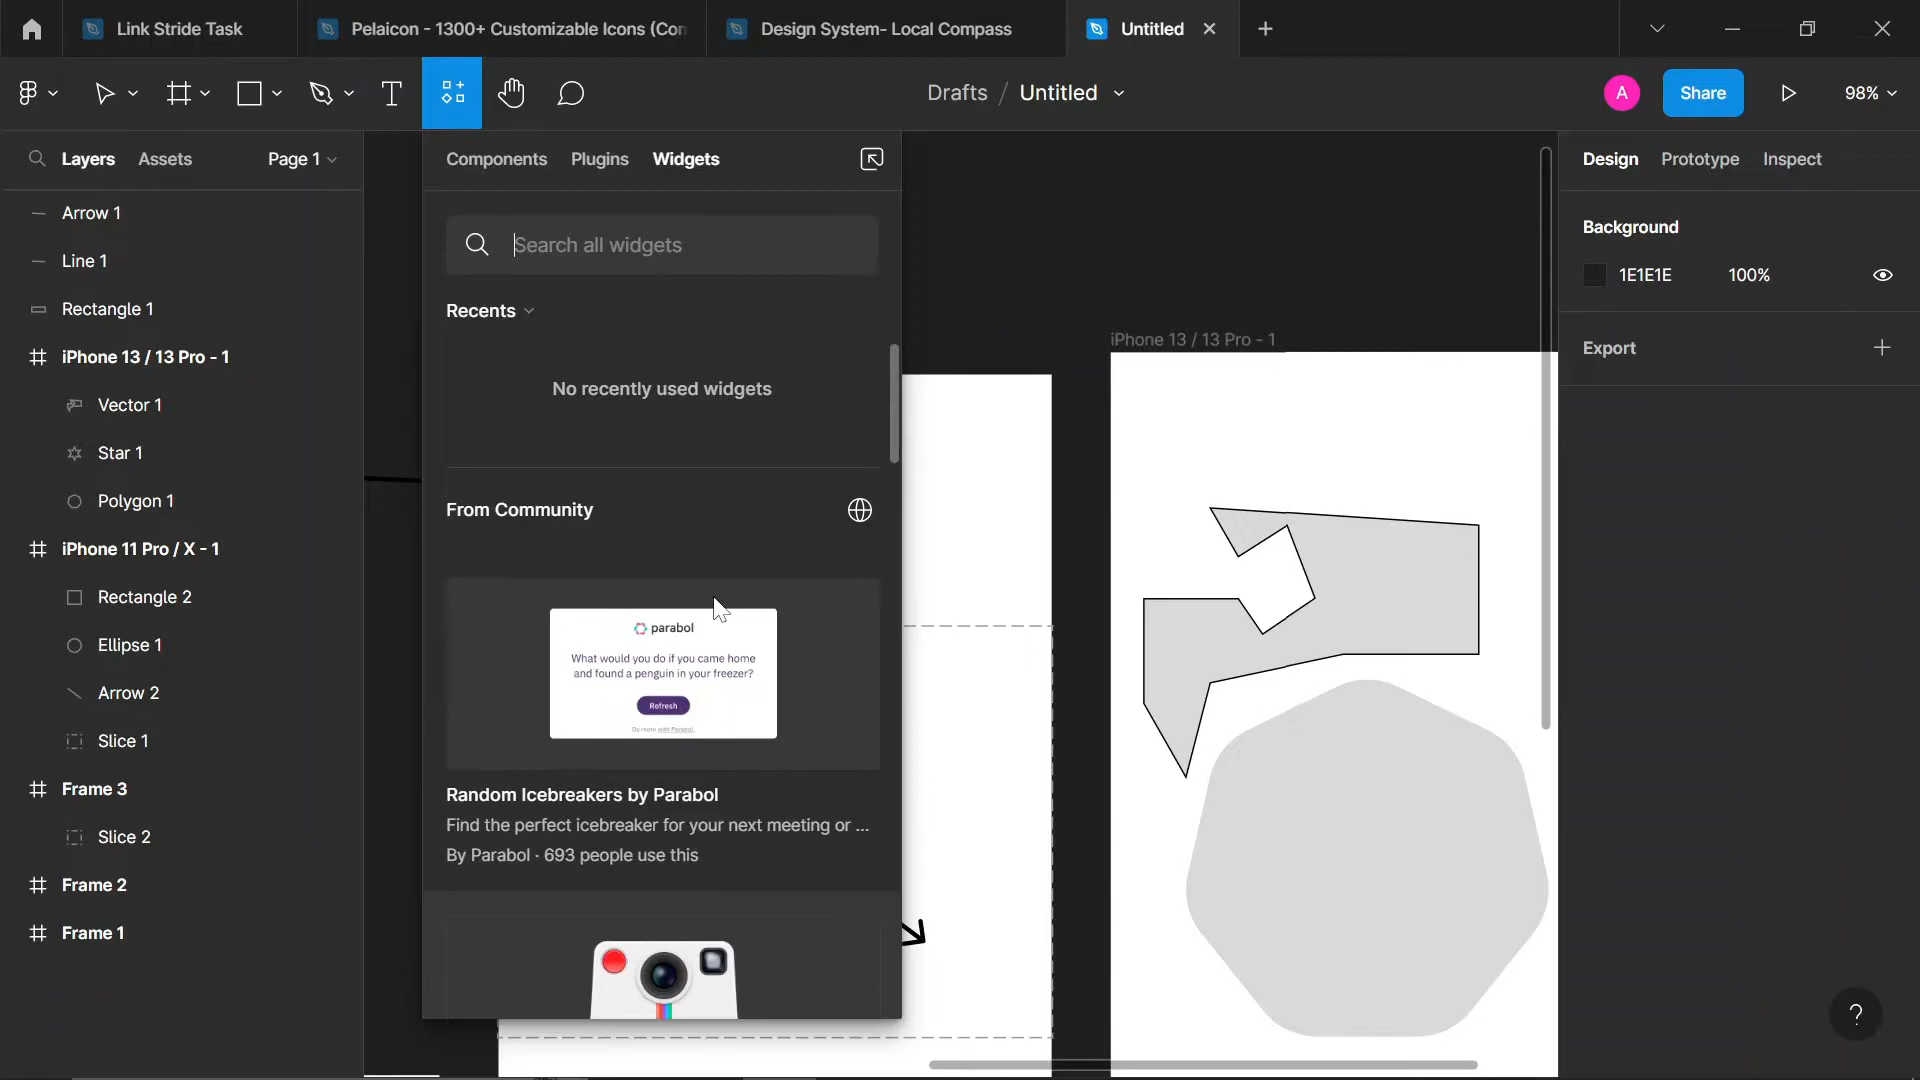 Link Stride Task
Pelaicon - 1300+ Customizable Icons (Con
Design System- Local Compass
Untitled
T
Drafts / Untitled
A
Share
98%
Layers
Assets
Page 1
Arrow 1
Line 1
Rectangle 1
iPhone 13 / 13 Pro - 1
Vector 1
Star 1
Polygon 1
iPhone 11 Pro / X - 1
Rectangle 2
Ellipse 1
Arrow 2
Slice 1
Frame 3
Slice 2
Frame 2
Frame 1
Components
Plugins
Widgets
Search all widgets
Recents
No recently used widgets
From Community
parabol
What would you do if you came home
and found a penguin in your freezer?
Refresh
Do more with Parabol.
Random Icebreakers by Parabol
Find the perfect icebreaker for your next meeting or ...
By Parabol · 693 people use this
iPhone 13 / 13 Pro - 1
Design
Prototype
Inspect
Background
1E1E1E
100%
Export
?